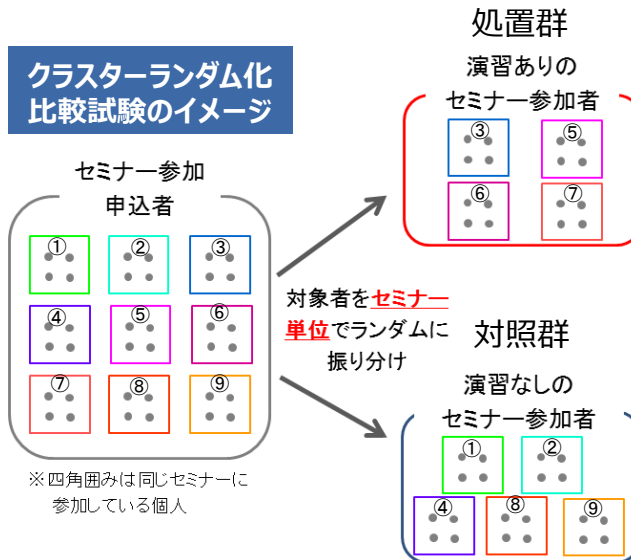 クラスターランダム化
比較試験のイメージ
セミナー参加
申込者
①
②
③
④
⑤
⑥
⑦
⑧
⑨
※四角囲みは同じセミナーに
参加している個人
対象者をセミナー
単位でランダムに
振り分け
処置群
演習ありの
セミナー参加者
③
⑤
⑥
⑦
対照群
演習なしの
セミナー参加者
①
②
④
⑧
⑨